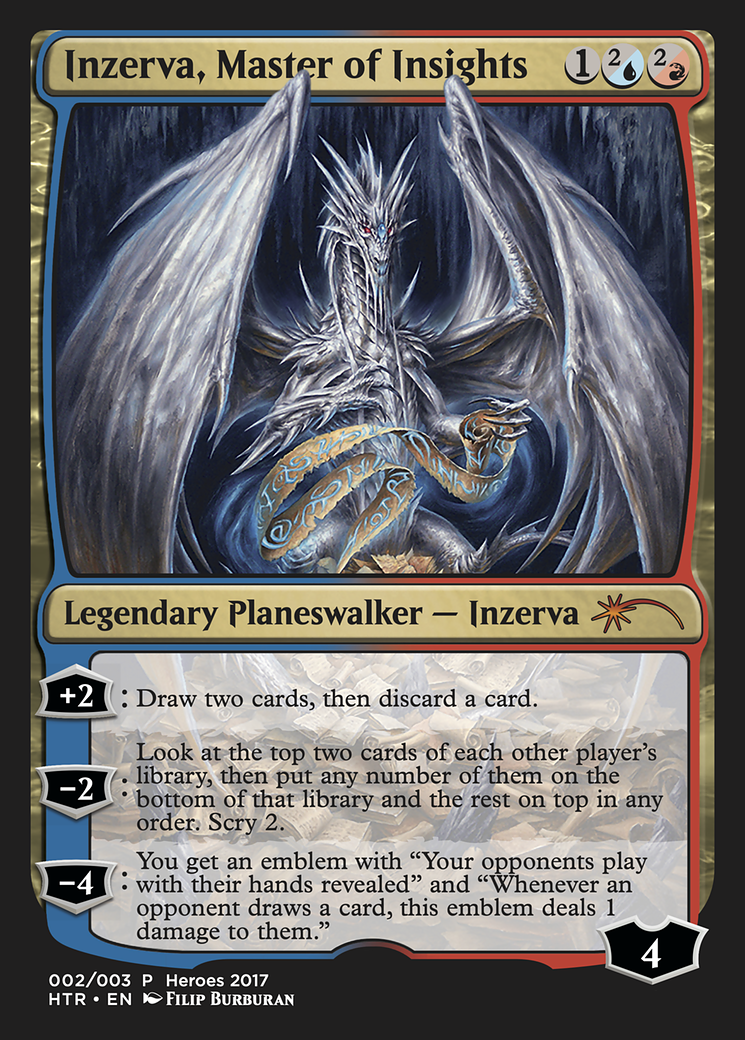 Inzerva, Master of Insights 1 2 2
Legendary Planeswalker — Inzerva
+2 : Draw two cards, then discard a card.
Look at the top two cards of each other player's
−2 : library, then put any number of them on the
bottom of that library and the rest on top in any
order. Scry 2.
You get an emblem with “Your opponents play
−4 : with their hands revealed” and “Whenever an
opponent draws a card, this emblem deals 1
damage to them.”
4
002/003 P Heroes 2017
HTR • EN Filip Burburan